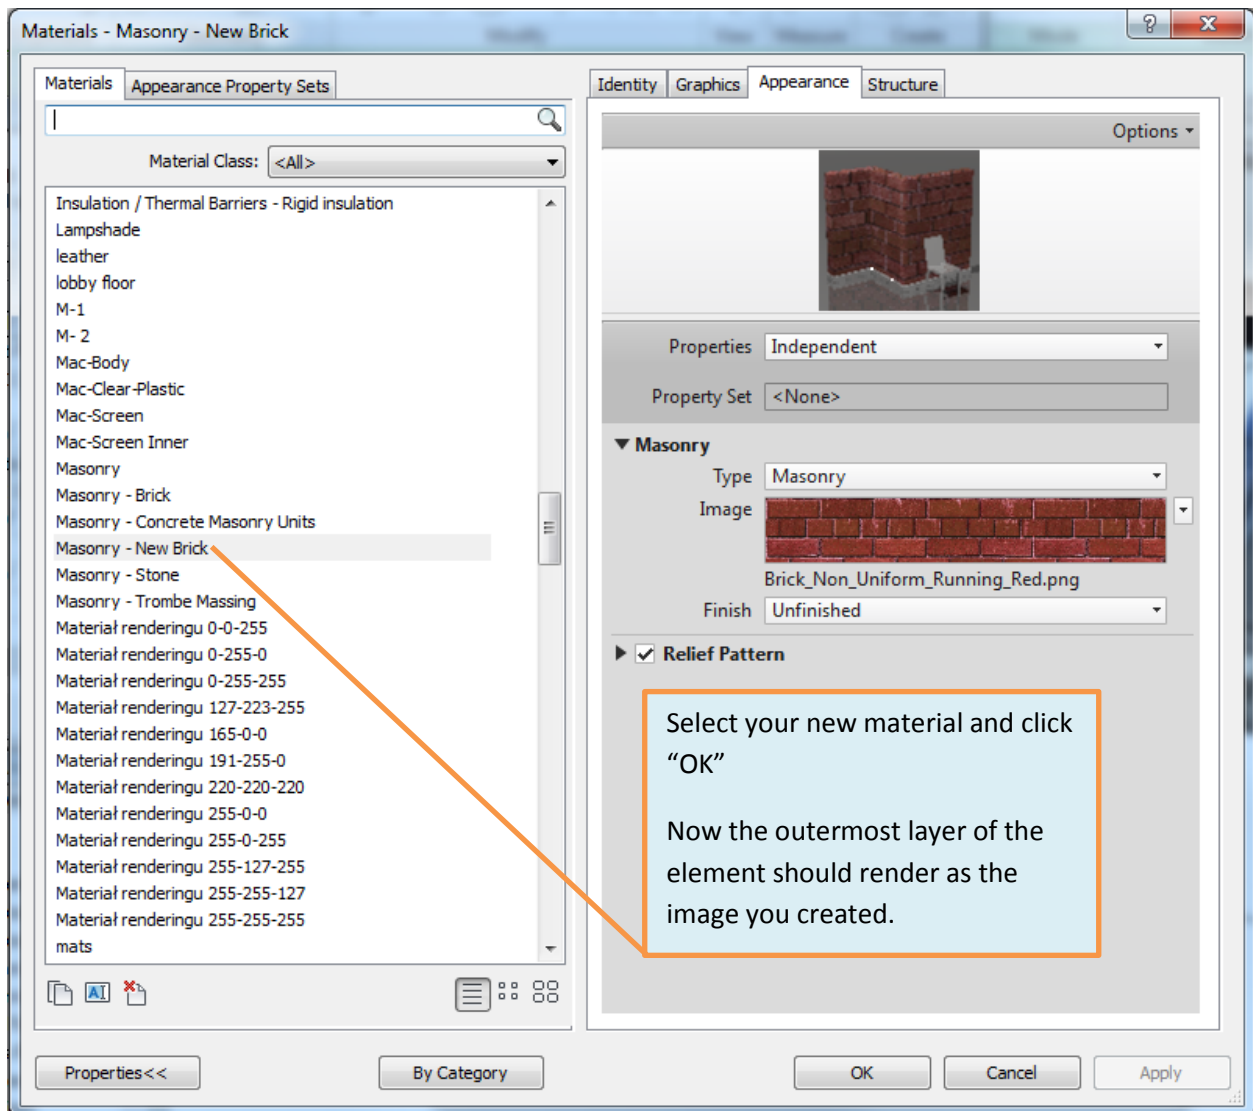 Materials - Masonry - New Brick
Materials
Appearance Property Sets
Material Class:
<All>
Insulation / Thermal Barriers - Rigid insulation
Lampshade
leather
lobby floor
M-1
M- 2
Mac-Body
Mac-Clear-Plastic
Mac-Screen
Mac-Screen Inner
Masonry
Masonry - Brick
Masonry - Concrete Masonry Units
Masonry - New Brick
Masonry - Stone
Masonry - Trombe Massing
Materiał renderingu 0-0-255
Materiał renderingu 0-255-0
Materiał renderingu 0-255-255
Materiał renderingu 127-223-255
Materiał renderingu 165-0-0
Materiał renderingu 191-255-0
Materiał renderingu 220-220-220
Materiał renderingu 255-0-0
Materiał renderingu 255-0-255
Materiał renderingu 255-127-255
Materiał renderingu 255-255-127
Materiał renderingu 255-255-255
mats
AI
Properties<<
By Category
Identity
Graphics
Appearance
Structure
Options
Properties
Independent
Property Set
<None>
Masonry
Type
Masonry
Image
Brick_Non_Uniform_Running_Red.png
Finish
Unfinished
Relief Pattern
Select your new material and click
“OK”
Now the outermost layer of the
element should render as the
image you created.
OK
Cancel
Apply